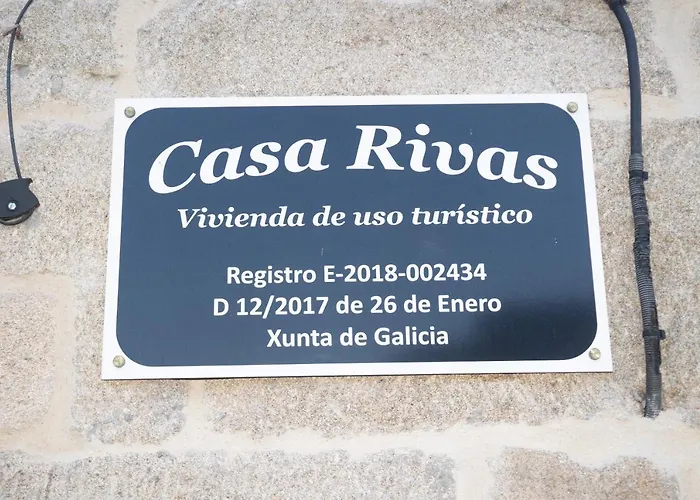 Casa Rivas
Vivienda de uso turístico
Registro E-2018-002434
D 12/2017 de 26 de Enero
Xunta de Galicia